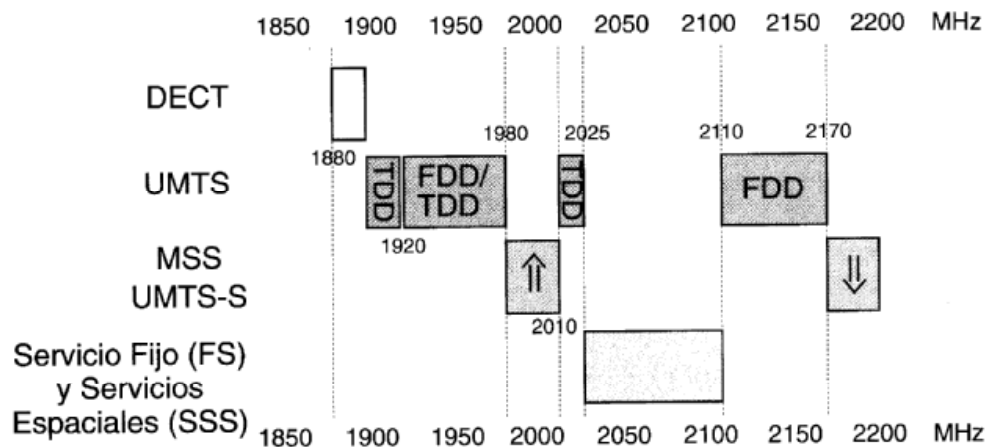 1850 1900 1950 2000 2050 2100 2150 2200 MHz
DECT
1880
1980 2025 2110 2170
UMTS
TDD
FDD/
TDD
TDD
FDD
1920
MSS
UMTS-S
2010
Servicio Fijo (FS)
y Servicios
Espaciales (SSS)
1850 1900 1950 2000 2050 2100 2150 2200 MHz